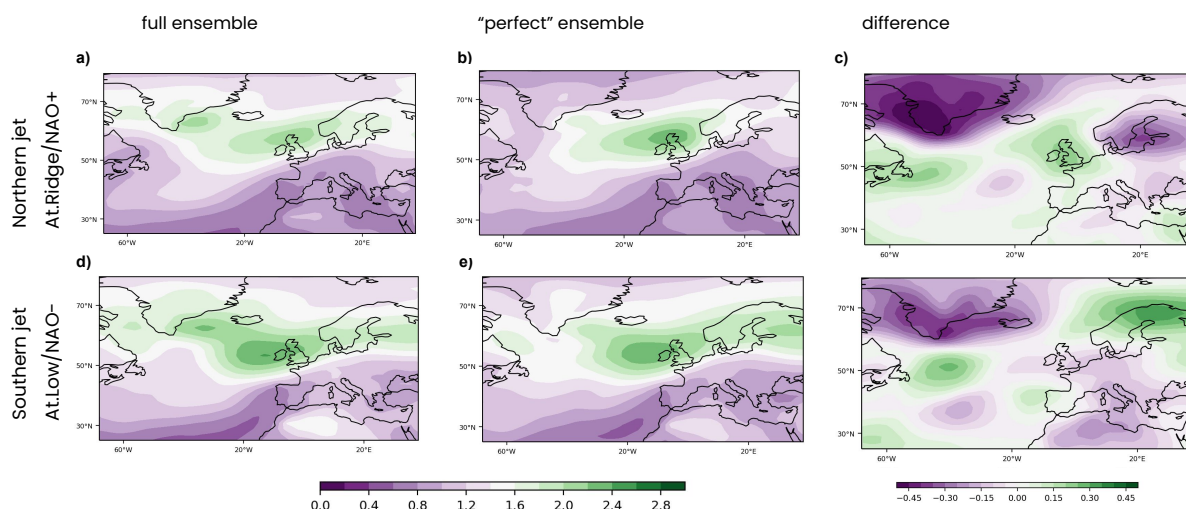 full ensemble
“perfect” ensemble
difference
Northern jet
At.Ridge/NAO+
a)
70°N
50°N
30°N
60°W
20°W
20°E
b)
70°N
50°N
30°N
60°W
20°W
20°E
c)
70°N
50°N
30°N
60°W
20°W
20°E
Southern jet
At.Low/NAO-
d)
70°N
50°N
30°N
60°W
20°W
20°E
e)
70°N
50°N
30°N
60°W
20°W
20°E
70°N
50°N
30°N
60°W
20°W
20°E
0.0 0.4 0.8 1.2 1.6 2.0 2.4 2.8
−0.45 −0.30 −0.15 0.00 0.15 0.30 0.45